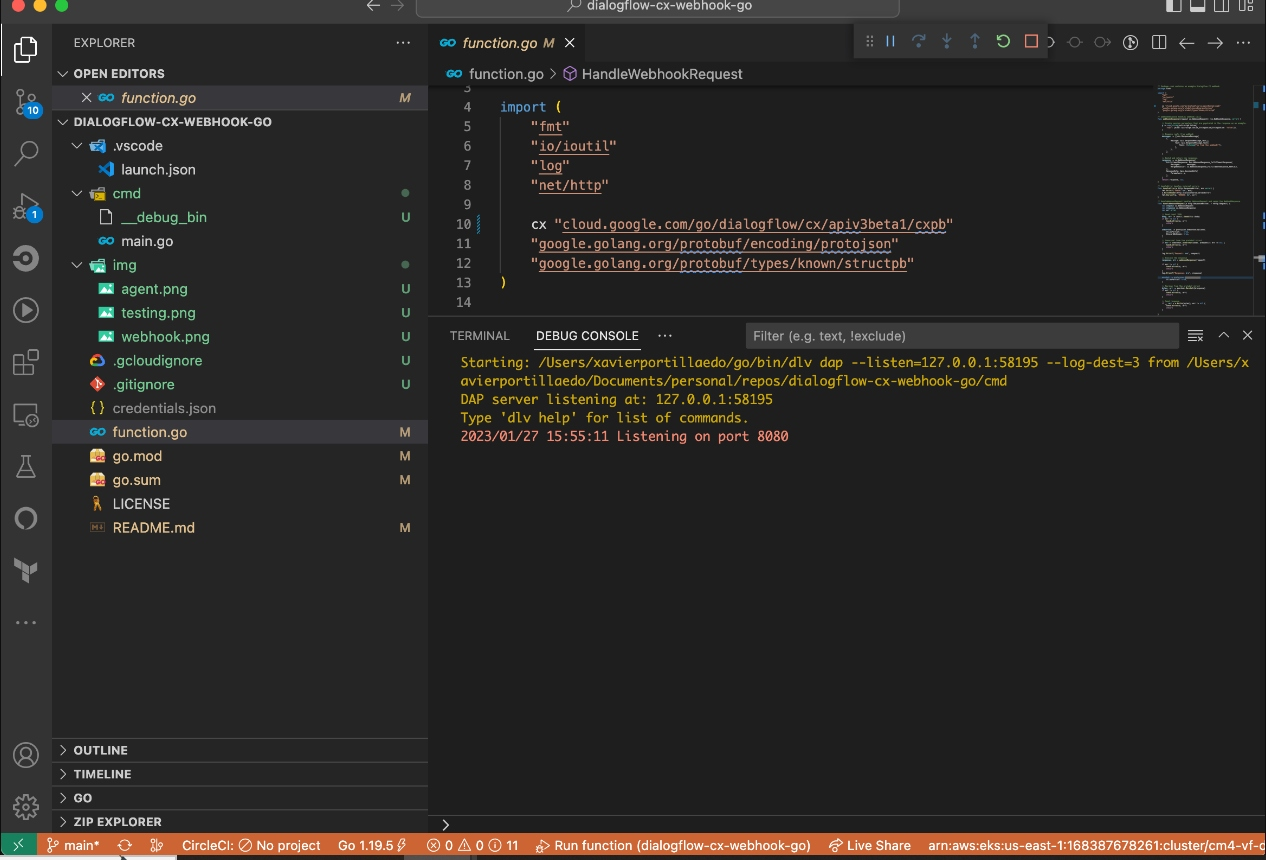 dialogflow-cx-webhook-go
EXPLORER
OPEN EDITORS
function.go M
DIALOGFLOW-CX-WEBHOOK-GO
.vscode
launch.json
cmd
__debug_bin U
main.go
img
agent.png U
testing.png U
webhook.png U
.gcloudignore U
.gitignore U
credentials.json
function.go M
go.mod M
go.sum M
LICENSE
README.md M
OUTLINE
TIMELINE
GO
ZIP EXPLORER
10
1
function.go M
function.go > HandleWebhookRequest
3
4 import (
5 "fmt"
6 "io/ioutil"
7 "log"
8 "net/http"
9
10 cx "cloud.google.com/go/dialogflow/cx/apiv3beta1/cxpb"
11 "google.golang.org/protobuf/encoding/protojson"
12 "google.golang.org/protobuf/types/known/structpb"
13 )
14
TERMINAL DEBUG CONSOLE Filter (e.g. text, !exclude)
Starting: /Users/xavierportillaedo/go/bin/dlv dap --listen=127.0.0.1:58195 --log-dest=3 from /Users/x
avierportillaedo/Documents/personal/repos/dialogflow-cx-webhook-go/cmd
DAP server listening at: 127.0.0.1:58195
Type 'dlv help' for list of commands.
2023/01/27 15:55:11 Listening on port 8080
main* CircleCI: No project Go 1.19.5 0 0 11 Run function (dialogflow-cx-webhook-go) Live Share arn:aws:eks:us-east-1:168387678261:cluster/cm4-vf-